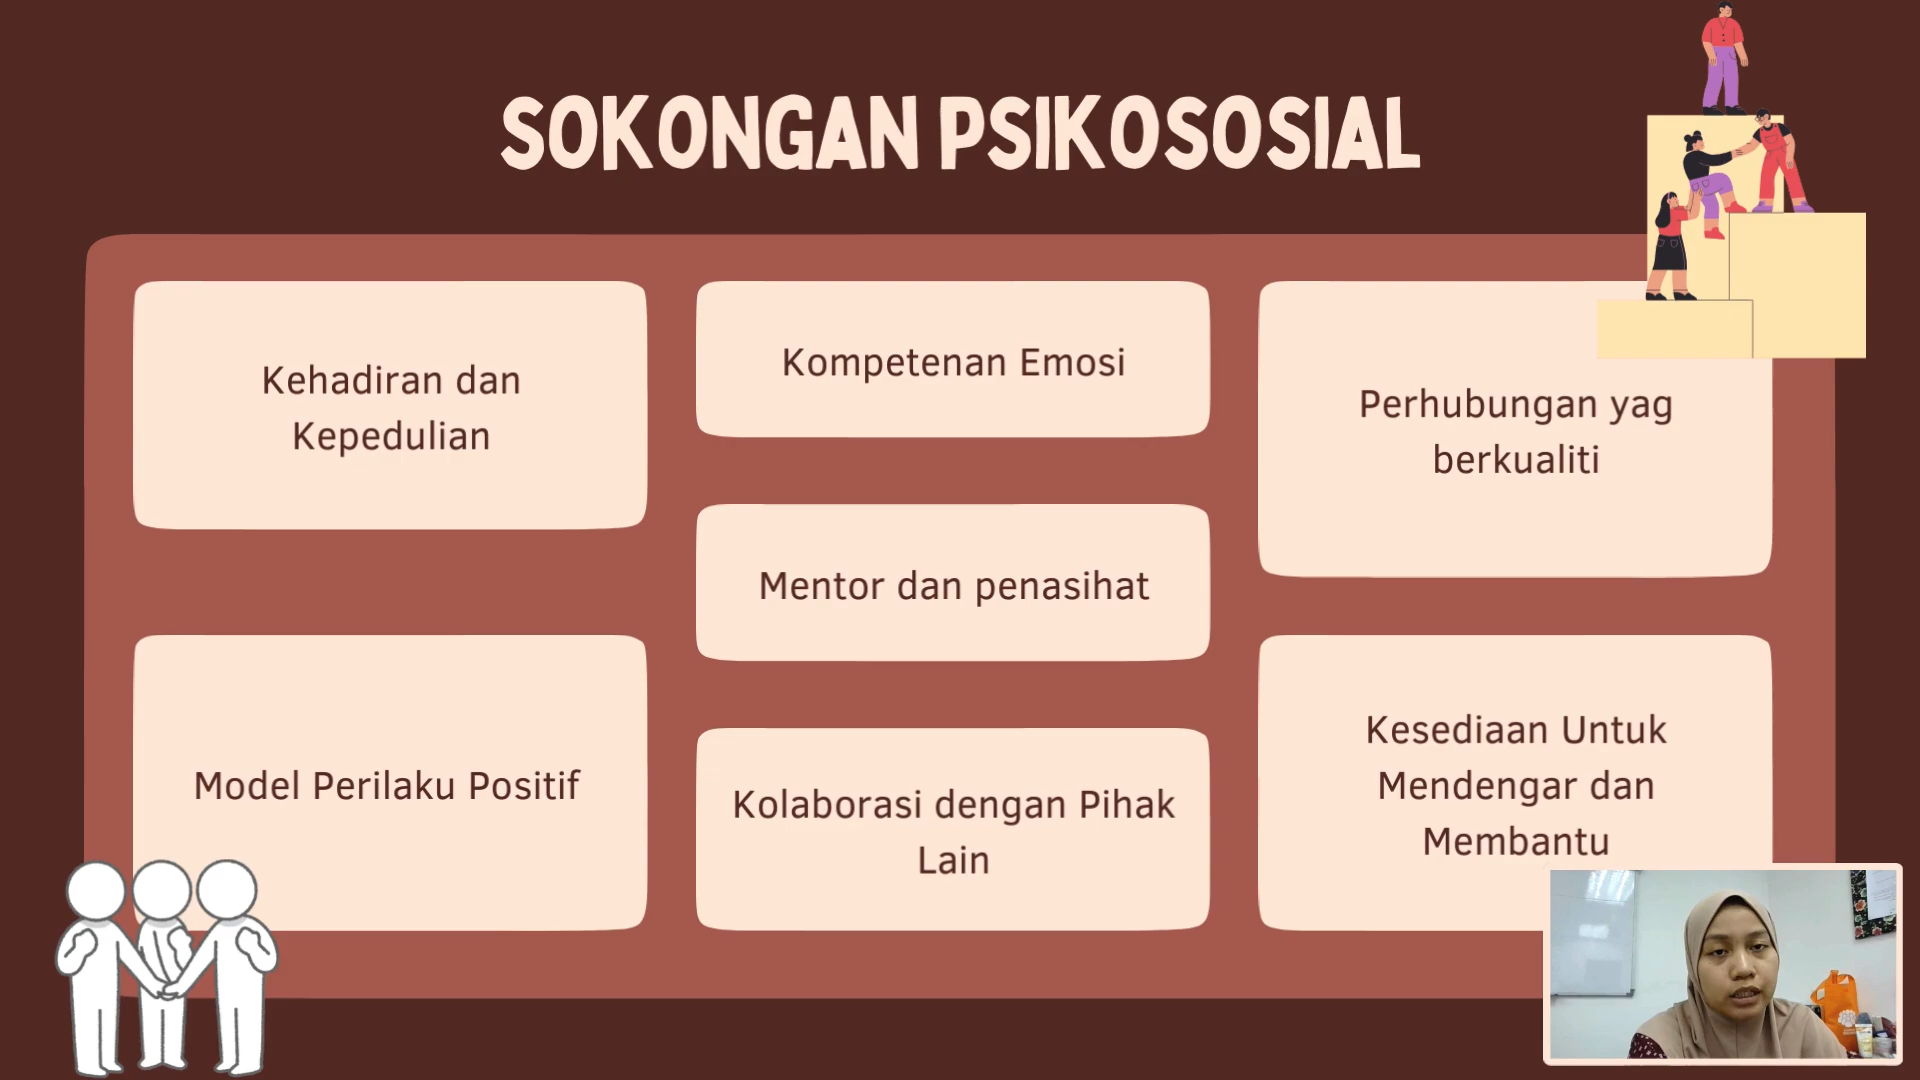 SOKONGAN PSIKOSOSIAL
Kehadiran dan
Kepedulian
Kompetenan Emosi
Perhubungan yag
berkualiti
Mentor dan penasihat
Model Perilaku Positif
Kolaborasi dengan Pihak
Lain
Kesediaan Untuk
Mendengar dan
Membantu